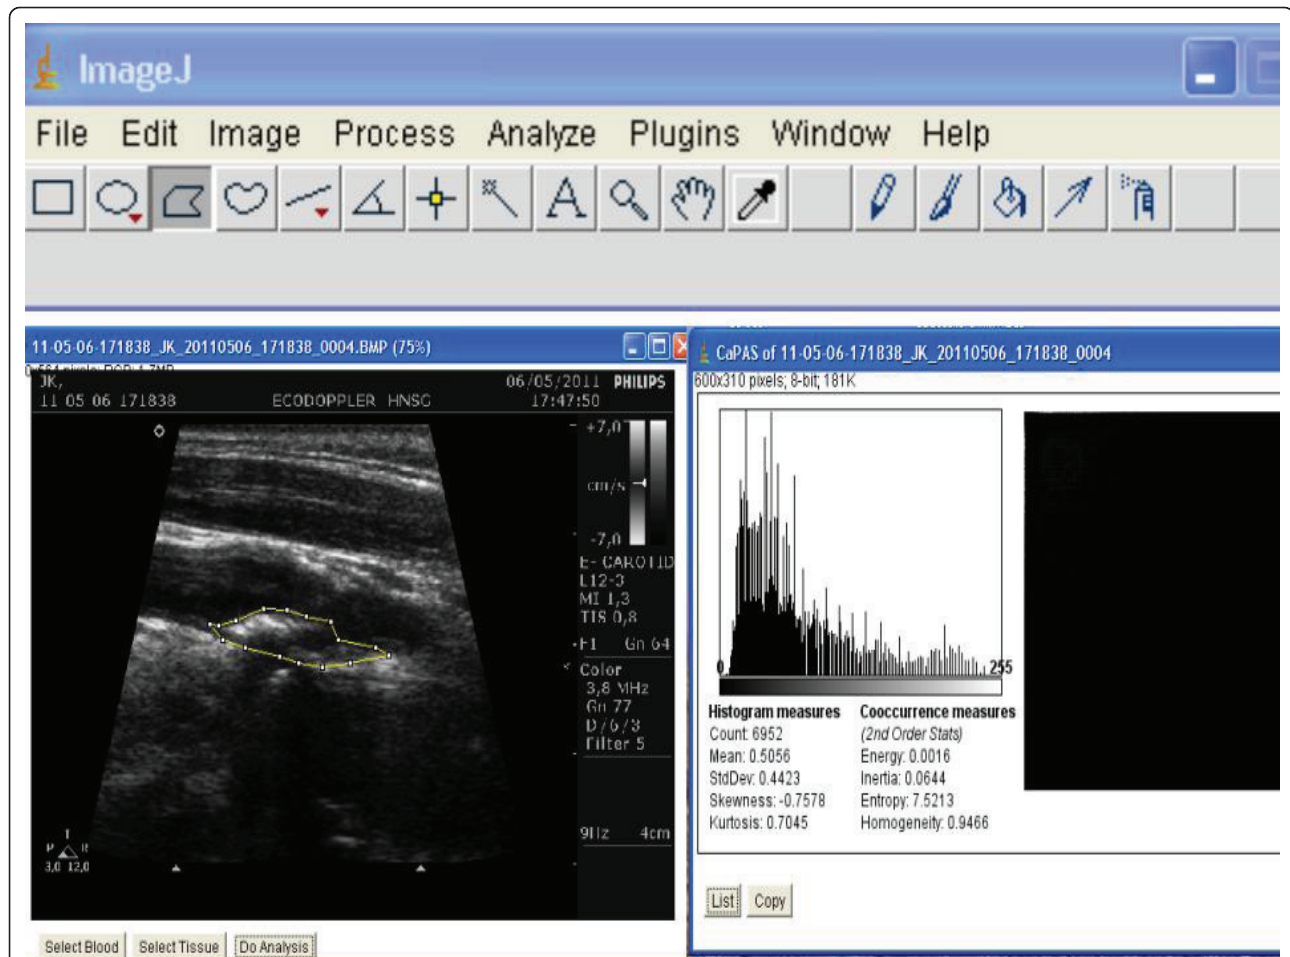 ImageJ
File Edit Image Process Analyze Plugins Window Help
11-05-06-171838_JK_20110506_171838_0004.BMP (75%)
JK,
11 05 06 171838 ECODOPPLER HNSG
06/05/2011 PHILIPS
17:47:50
+7,0
cm/s
-7,0
E- CAROTID
L12-3
MI 1,3
TIS 0,8
F1 Gn 64
Color
3,8 MHz
Gn 77
D/6/3
Filter 5
9Hz 4cm
P R
3,0 12,0
Select Blood Select Tissue Do Analysis
CaPAS of 11-05-06-171838_JK_20110506_171838_0004
600x310 pixels; 8-bit; 181K
0 255
Histogram measures
Count: 6952
Mean: 0.5056
StdDev: 0.4423
Skewness: -0.7578
Kurtosis: 0.7045
Cooccurrence measures
(2nd Order Stats)
Energy: 0.0016
Inertia: 0.0644
Entropy: 7.5213
Homogeneity: 0.9466
List Copy